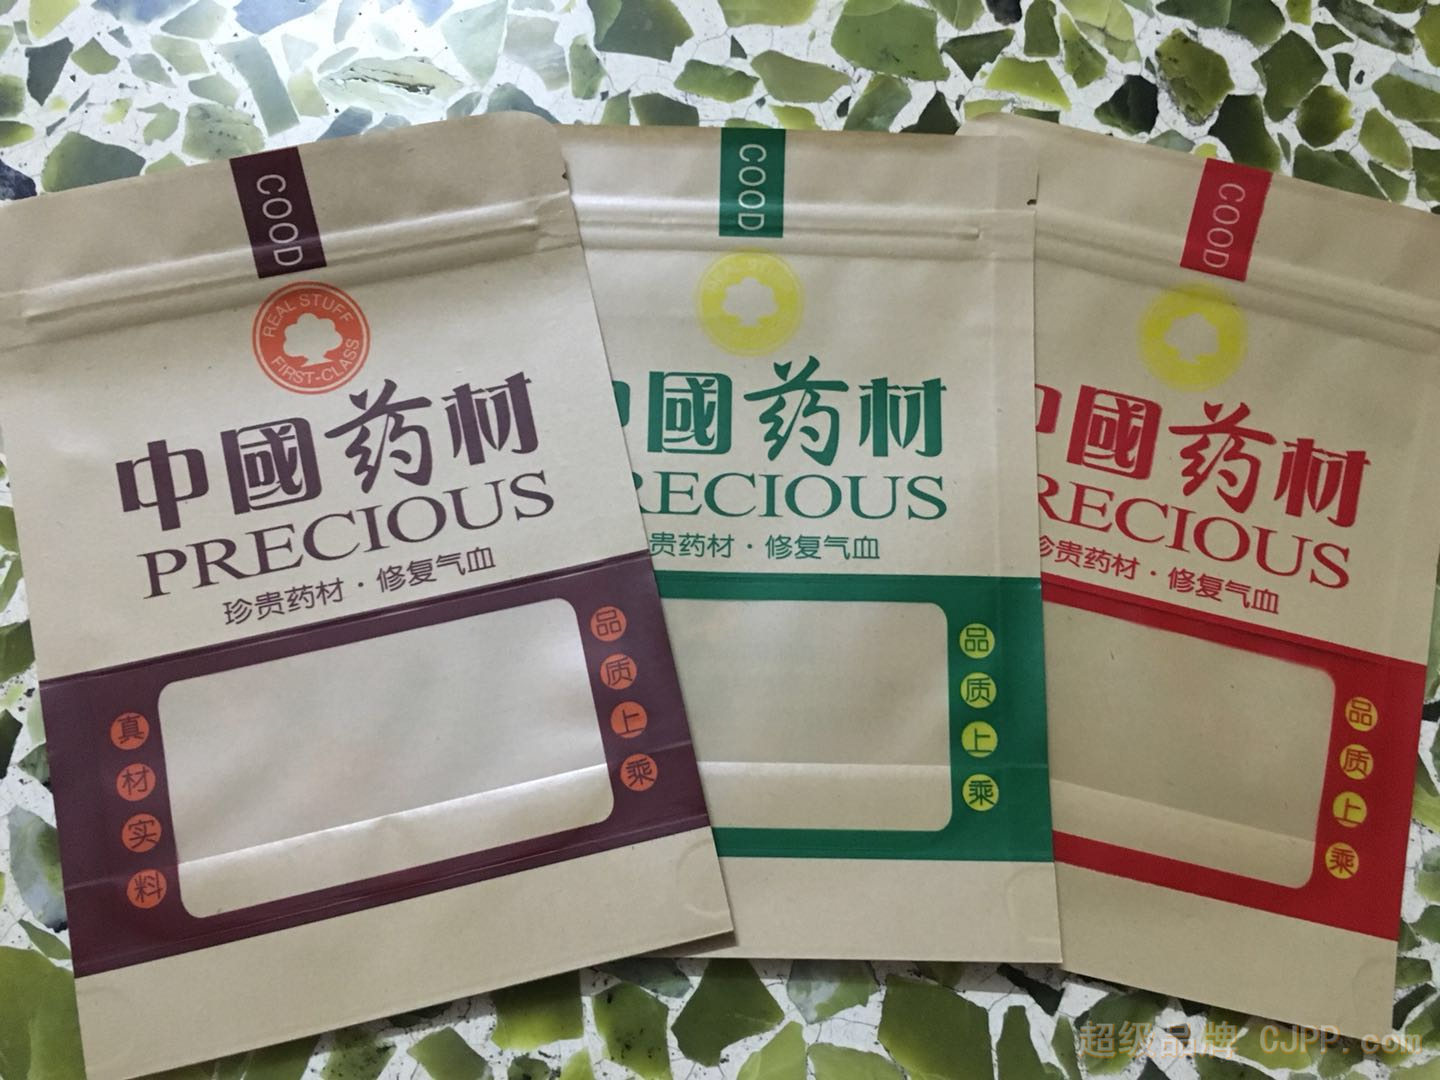 COOD
REAL STUFF
FIRST-CLASS
中國药材
PRECIOUS
珍贵药材·修复气血
真材实料
品质上乘
COOD
REAL STUFF
中國药材
RECIOUS
贵药材·修复气血
品质上乘
COOD
中國药材
RECIOUS
珍贵药材·修复气血
品质上乘
超级品牌 CJPP.com